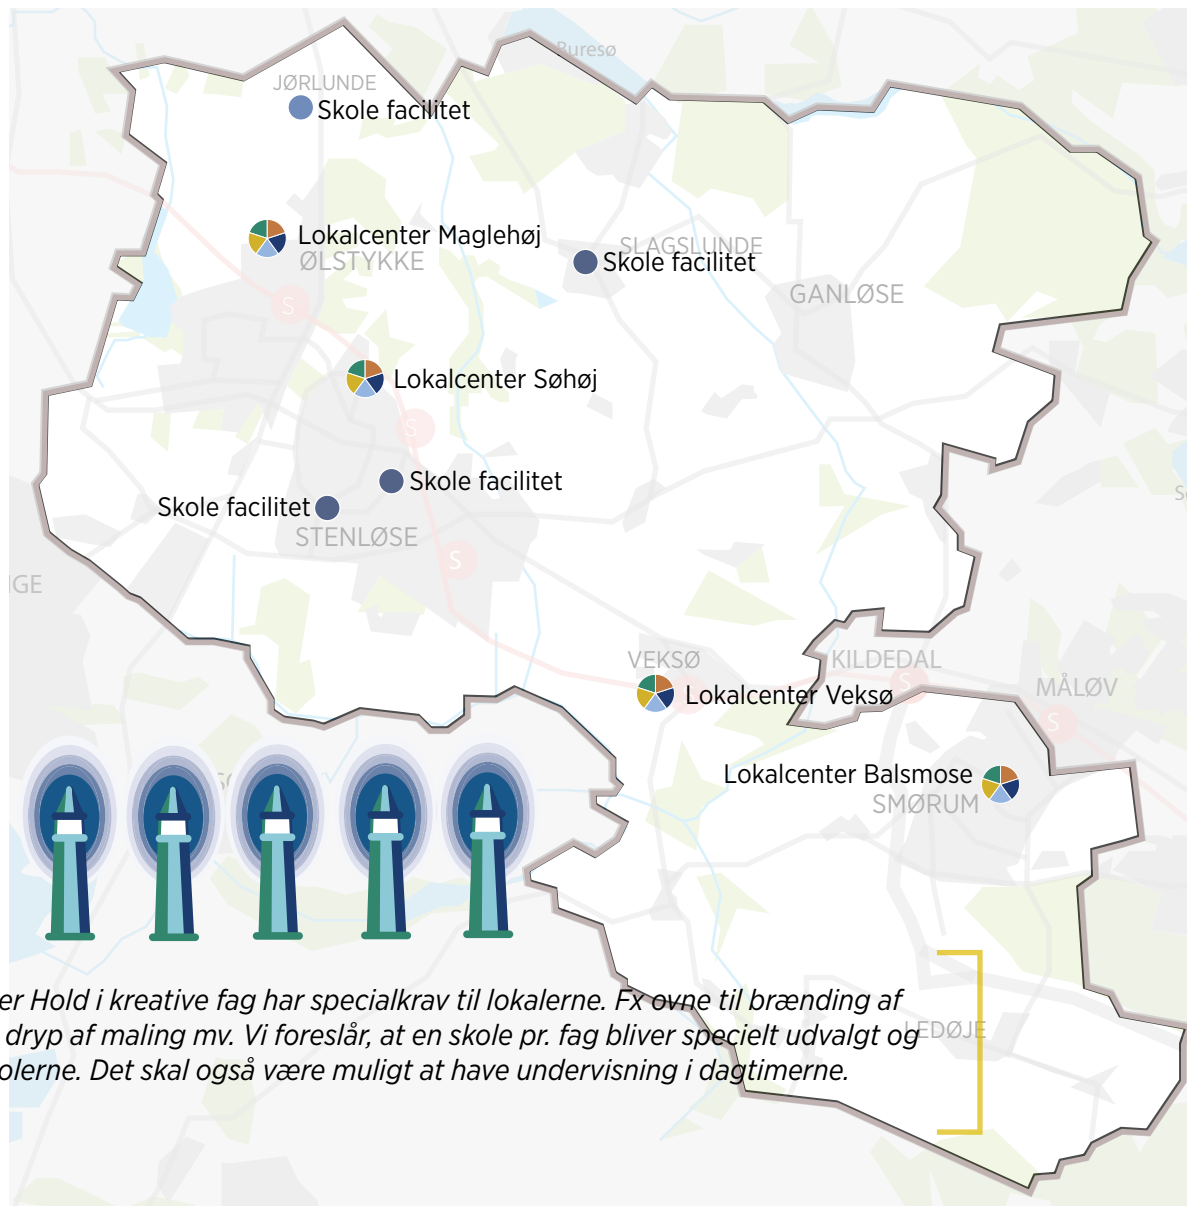 Buresø
JØRLUNDE
Skole facilitet
Lokalcenter Maglehøj
ØLSTYKKE
SLAGSLUNDE
Skole facilitet
GANLØSE
S
Lokalcenter Søhøj
S
Skole facilitet
Skole facilitet
STENLØSE
S
VEKSØ
KILDEDAL
S
MÅLØV
Lokalcenter Veksø
S
Lokalcenter Balsmose
SMØRUM
er Hold i kreative fag har specialkrav til lokalerne. Fx ovne til brænding af
dryp af maling mv. Vi foreslår, at en skole pr. fag bliver specielt udvalgt og
LEDØJE
olerne. Det skal også være muligt at have undervisning i dagtimerne.